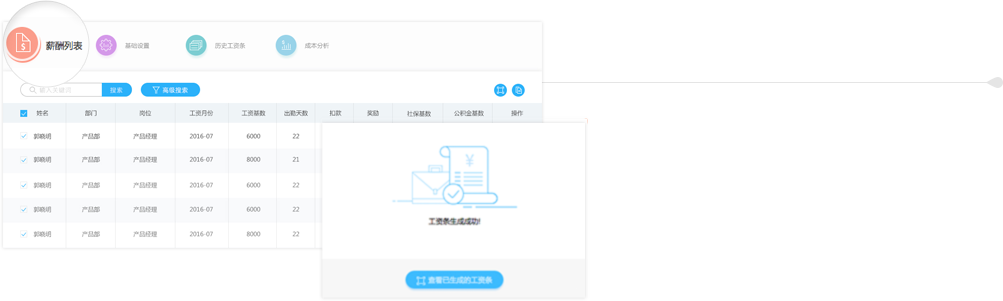 薪酬列表
基础设置
历史工资条
成本分析
输入关键词
搜索
高级搜索
姓名 部门 岗位 工资月份 工资基数 出勤天数 扣款 奖励 社保基数 公积金基数 操作
郭晓明 产品部 产品经理 2016-07 6000 22
郭晓明 产品部 产品经理 2016-07 8000 21
郭晓明 产品部 产品经理 2016-07 6000 22
郭晓明 产品部 产品经理 2016-07 6000 22
郭晓明 产品部 产品经理 2016-07 8000 22
工资条生成成功!
查看已生成的工资条